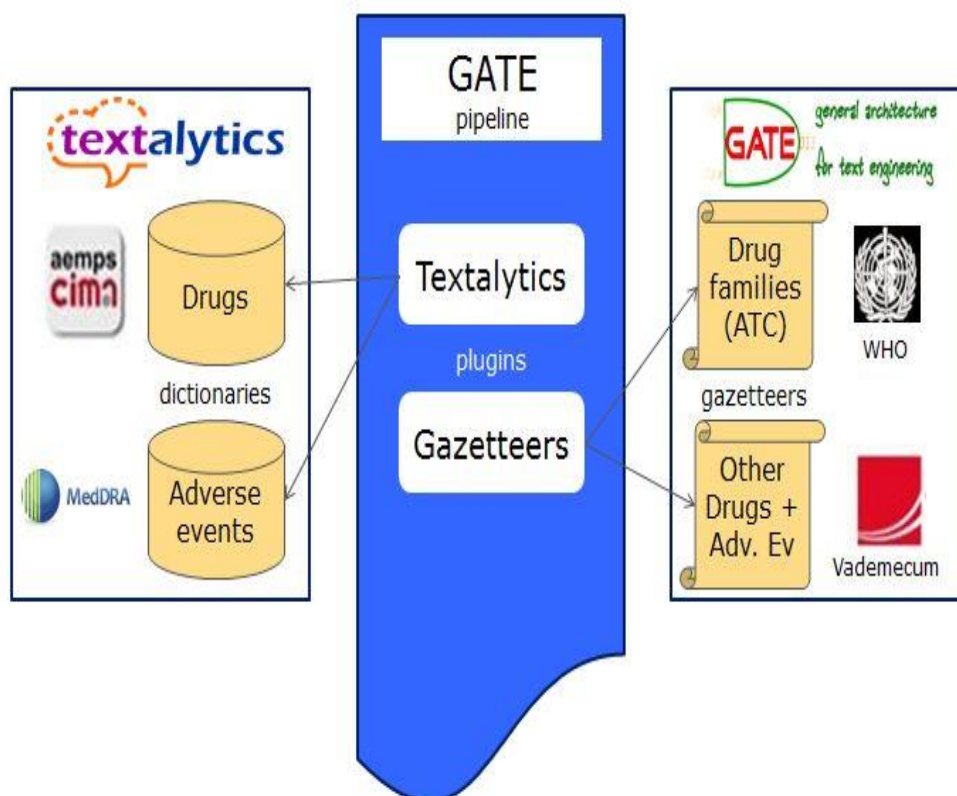 GATE
pipeline
textalytics
aemps
cima
Drugs
dictionaries
MedDRA
Adverse
events
Textalytics
plugins
Gazetteers
GATE
general architecture
for text engineering
Drug
families
(ATC)
WHO
gazetteers
Other
Drugs +
Adv. Ev
Vademecum